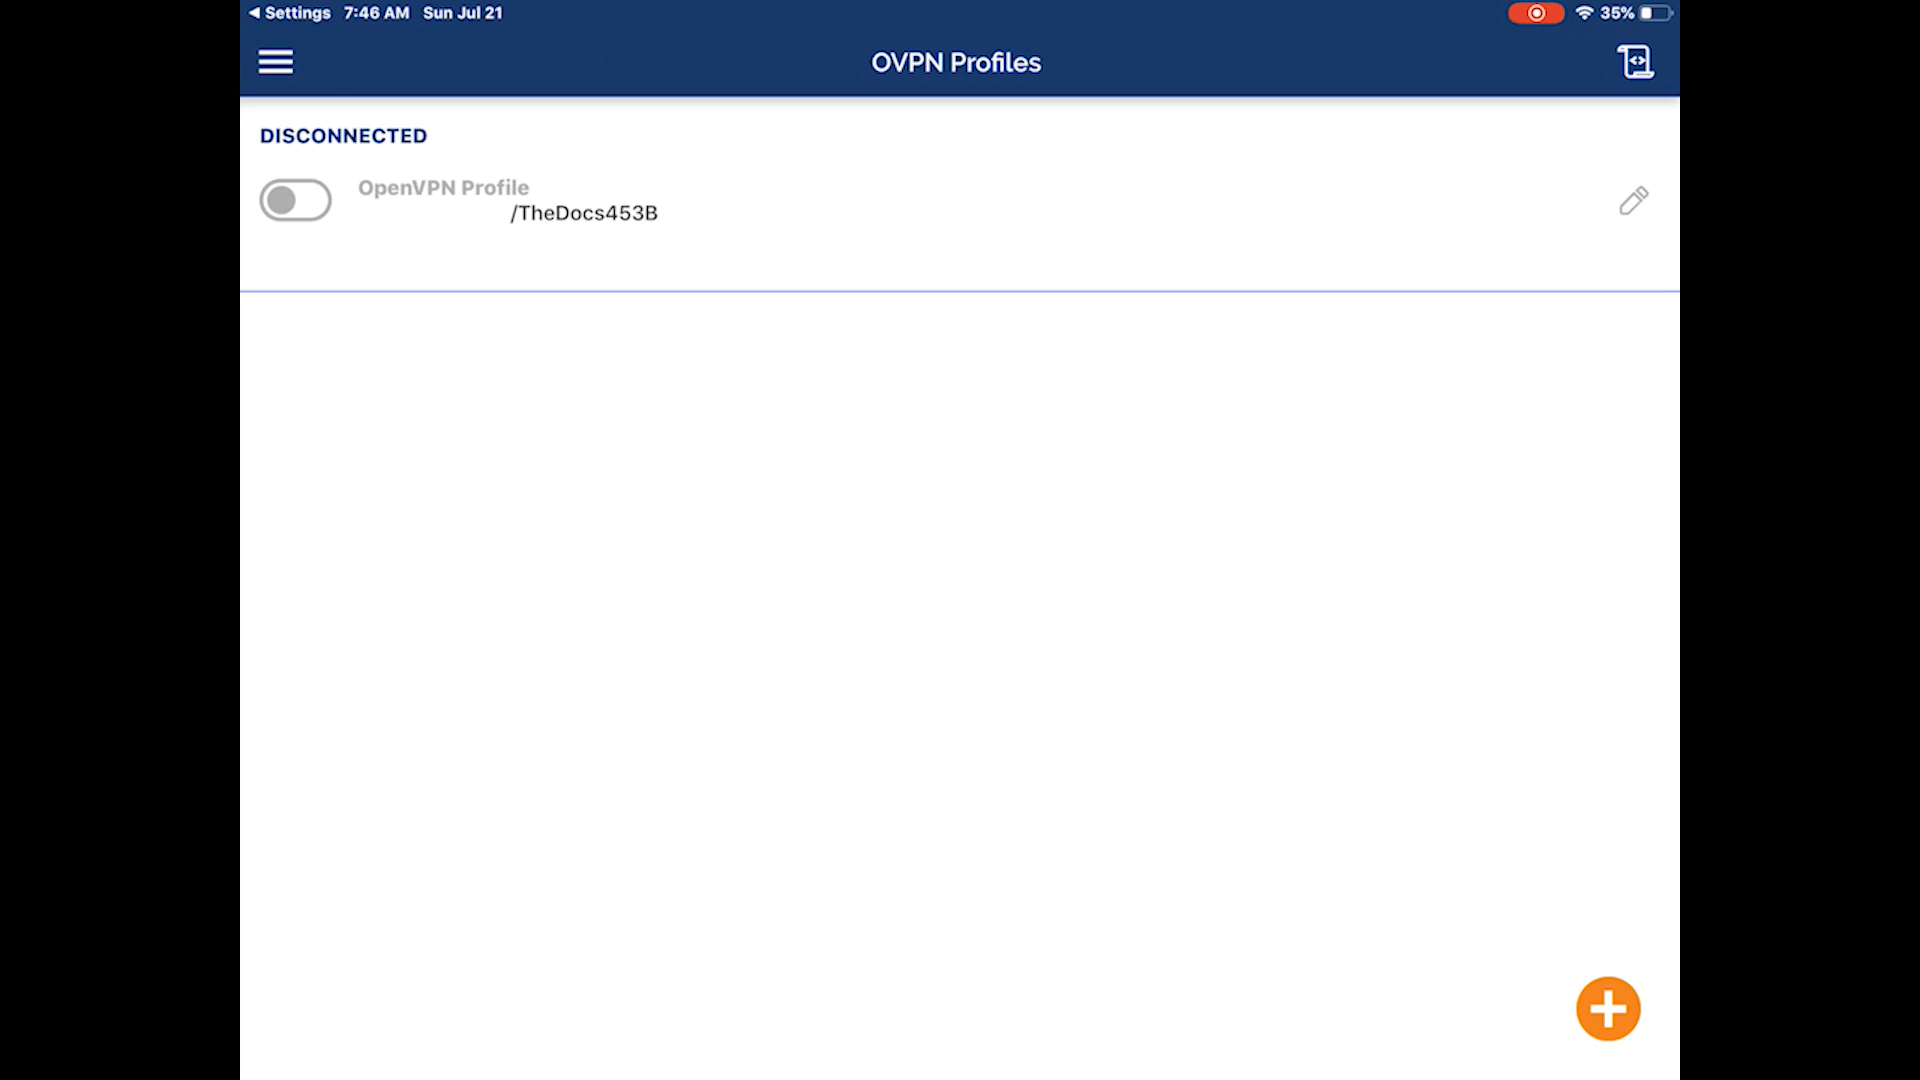 Settings 7:46 AM Sun Jul 21 35%
OVPN Profiles
DISCONNECTED
OpenVPN Profile
/TheDocs453B